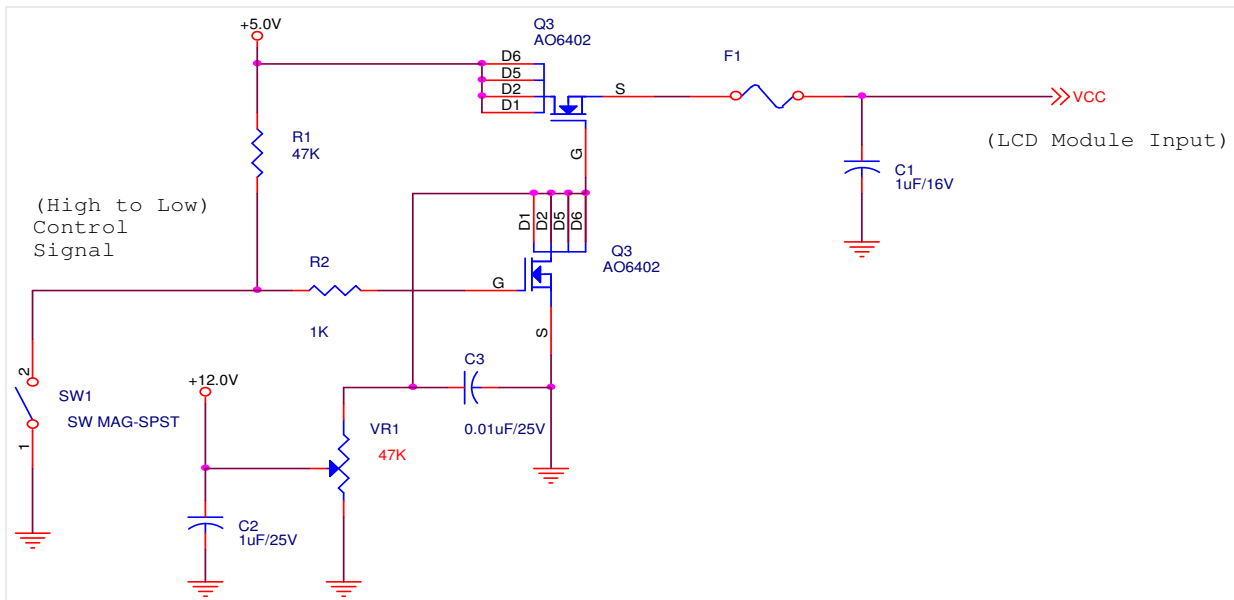 +5.0V
Q3
AO6402
F1
D6
D5
D2
D1
S
VCC
R1
47K
(LCD Module Input)
G
C1
1uF/16V
(High to Low)
Control
Signal
D1
D2
D5
D6
Q3
AO6402
R2
G
1K
S
C3
+12.0V
2
SW1
SW MAG-SPST
VR1
0.01uF/25V
47K
1
C2
1uF/25V